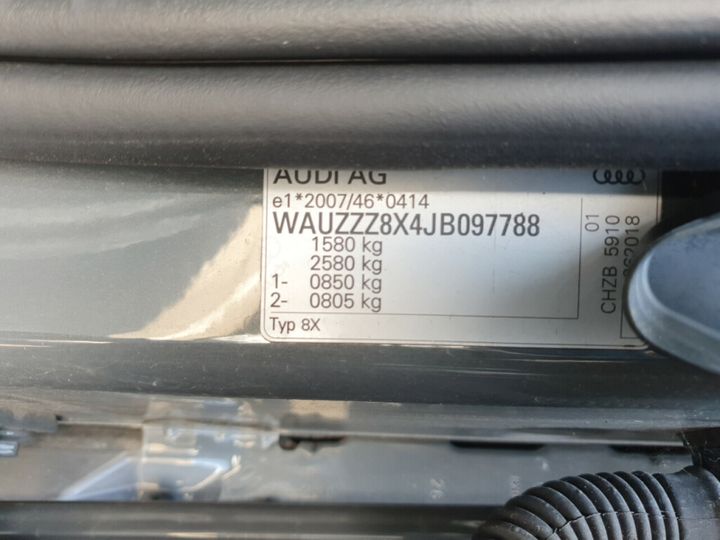 AUDI AG
e1*2007/46*0414
WAUZZZ8X4JB097788
1580 kg
2580 kg
1- 0850 kg
2- 0805 kg
Typ 8X
CHZB 5910 01
26